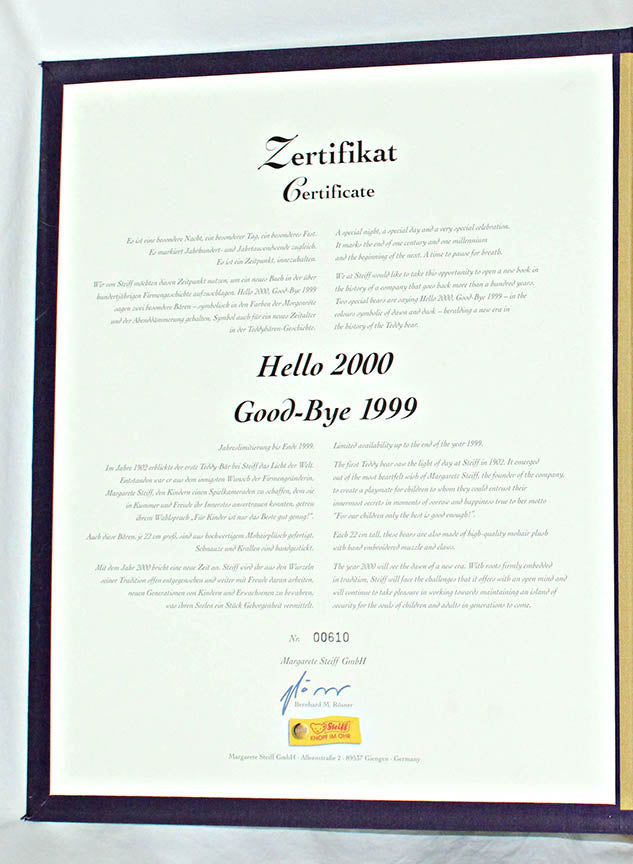 Zertifikat
Certificate
Es ist eine besondere Nacht, ein besonderer Tag, ein besonderes Fest.
Es markiert Jahrhundert- und Jahrtausendwende zugleich.
Es ist ein Zeitpunkt, innezuhalten.
Wir von Steiff möchten diesen Zeitpunkt nutzen, um ein neues Buch in der über
hundertjährigen Firmengeschichte aufzuschlagen. Hello 2000, Good-Bye 1999
sagen zwei besondere Bären – symbolisch in den Farben der Morgenröte
und der Abenddämmerung gehalten, Symbol auch für ein neues Zeitalter
in der Teddybären-Geschichte.
A special night, a special day and a very special celebration.
It marks the end of one century and one millennium
and the beginning of the next. A time to pause for breath.
We at Steiff would like to take this opportunity to open a new book in
the history of a company that goes back more than a hundred years.
Two special bears are saying Hello 2000, Good-Bye 1999 – in the
colours symbolic of dawn and dusk – heralding a new era in
the history of the Teddy bear.
Hello 2000
Good-Bye 1999
Jahreslimitierung bis Ende 1999.
Im Jahre 1902 erblickte der erste Teddy-Bär bei Steiff das Licht der Welt.
Entstanden war er aus dem innigsten Wunsch der Firmengründerin,
Margarete Steiff, den Kindern einen Spielkameraden zu schaffen, dem sie
in Kummer und Freude ihr Innerstes anvertrauen konnten, getreu
ihrem Wahlspruch „Für Kinder ist nur das Beste gut genug!".
Auch diese Bären, je 22 cm groß, sind aus hochwertigem Mohairplüsch gefertigt.
Schnauze und Krallen sind handgestickt.
Mit dem Jahr 2000 bricht eine neue Zeit an. Steiff wird ihr aus den Wurzeln
seiner Tradition offen entgegensehen und weiter mit Freude daran arbeiten,
neuen Generationen von Kindern und Erwachsenen zu bewahren,
was ihren Seelen ein Stück Geborgenheit vermittelt.
Limited availability up to the end of the year 1999.
The first Teddy bear saw the light of day at Steiff in 1902. It emerged
out of the most heartfelt wish of Margarete Steiff, the founder of the company,
to create a playmate for children to whom they could entrust their
innermost secrets in moments of sorrow and happiness true to her motto
"For our children only the best is good enough!".
Each 22 cm tall, these bears are also made of high-quality mohair plush
with hand embroidered muzzle and claws.
The year 2000 will see the dawn of a new era. With roots firmly embedded
in tradition, Steiff will face the challenges that it offers with an open mind and
will continue to take pleasure in working towards maintaining an island of
security for the souls of children and adults in generations to come.
Nr. 00610
Margarete Steiff GmbH
Bernhard M. Rösner
Steiff
KNOPF IM OHR
Margarete Steiff GmbH · Alleenstraße 2 · 89537 Giengen · Germany